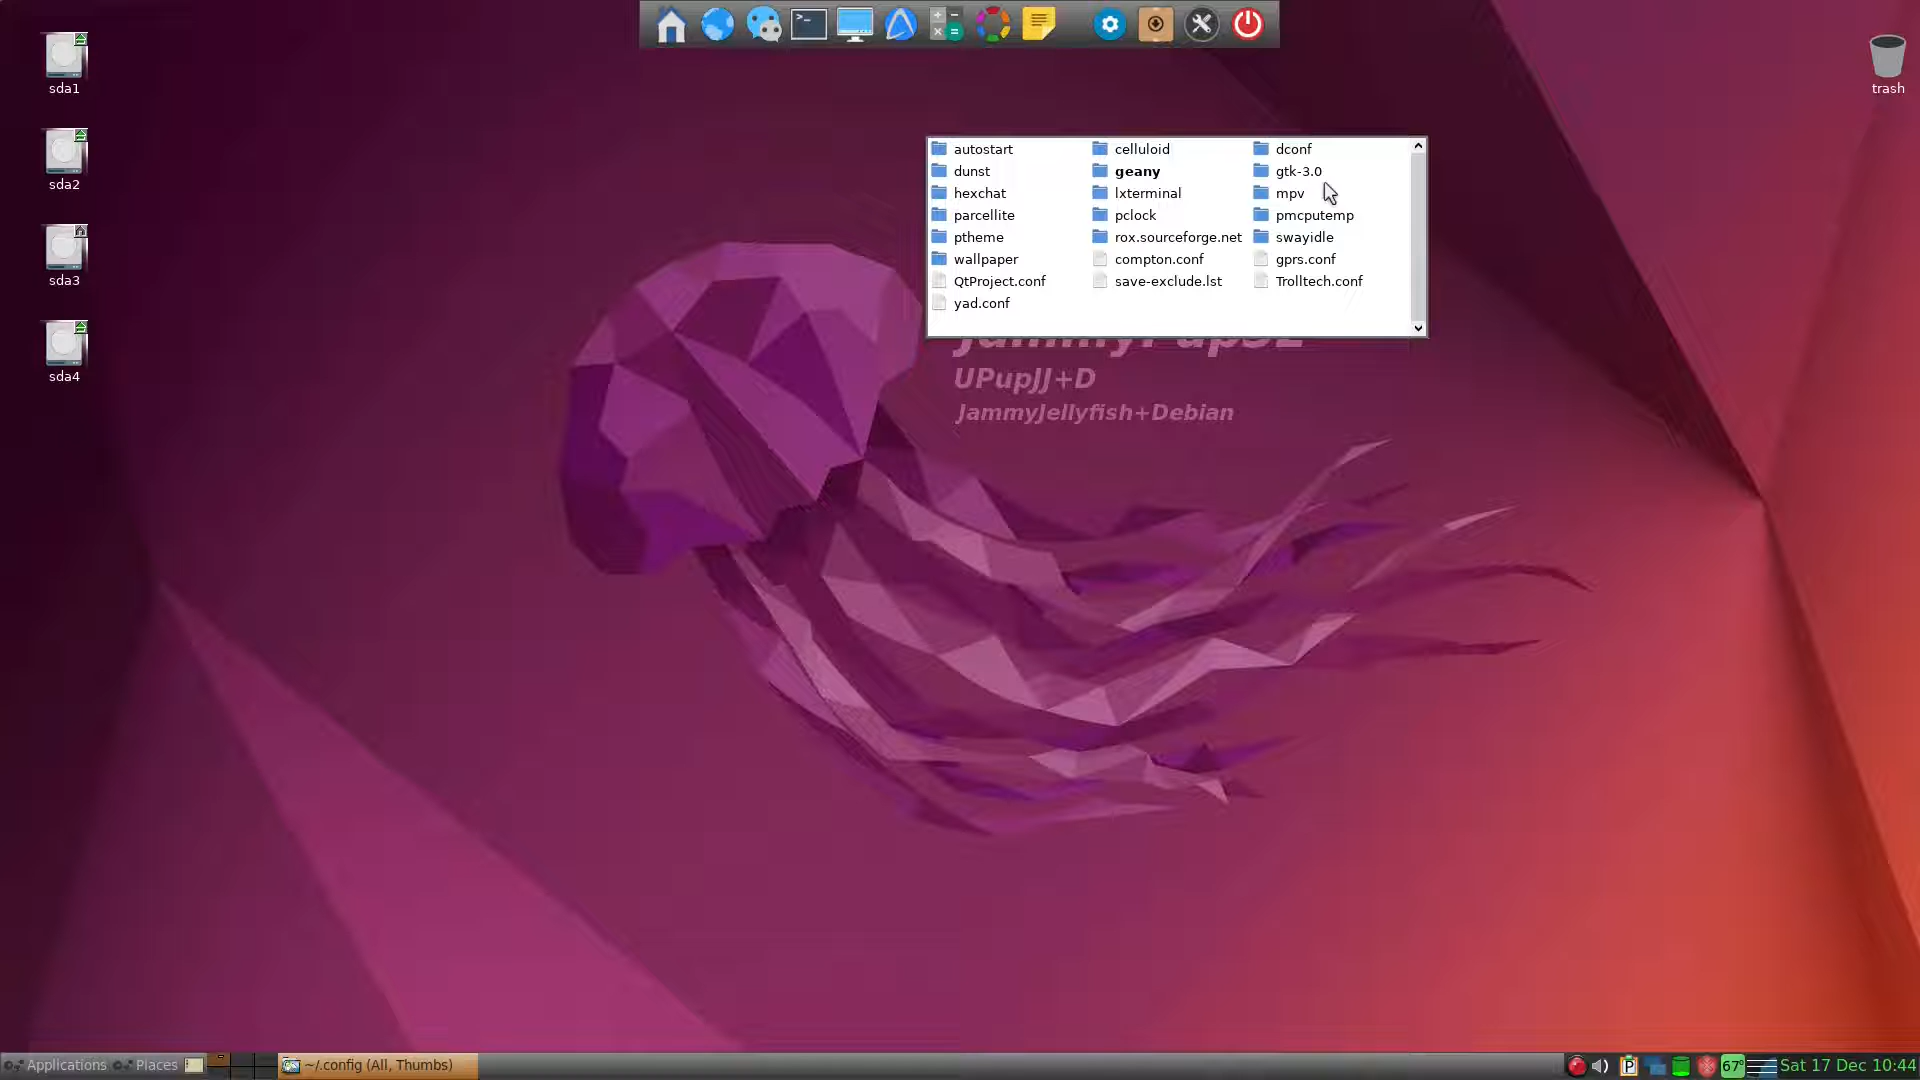 sda1
sda2
sda3
sda4
trash
autostart celluloid dconf
dunst geany gtk-3.0
hexchat lxterminal mpv
parcellite pclock pmcputemp
ptheme rox.sourceforge.net swayidle
wallpaper compton.conf gprs.conf
QtProject.conf save-exclude.lst Trolltech.conf
yad.conf
UPupJJ+D
JammyJellyfish+Debian
Applications Places ~/.config (All, Thumbs) 67° Sat 17 Dec 10:44